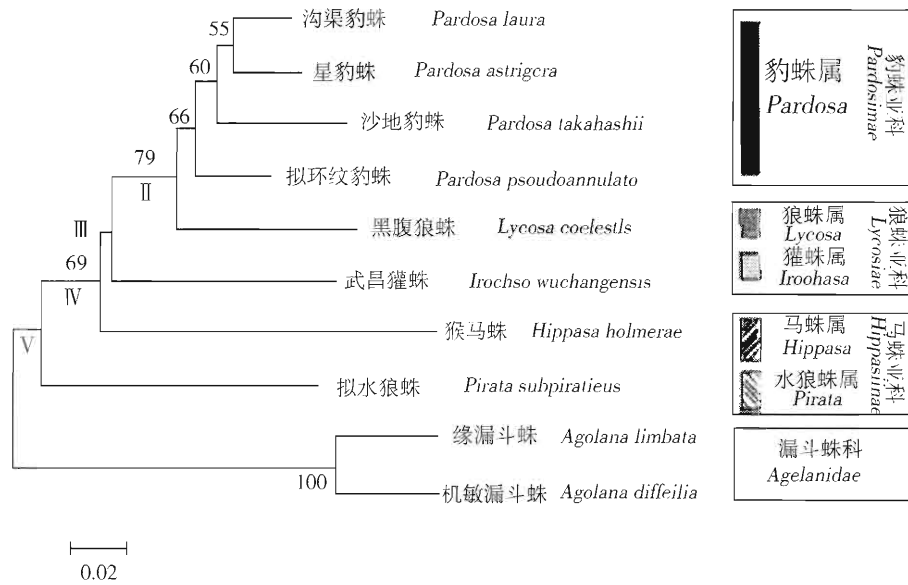 沟渠豹蛛 Pardosa laura
55
星豹蛛 Pardosa astrigcra
60
沙地豹蛛 Pardosa takahashii
66
拟环纹豹蛛 Pardosa psoudoannulato
79
II
黑腹狼蛛 Lycosa coelestls
III
武昌獾蛛 Irochso wuchangensis
69
IV
猴马蛛 Hippasa holmerae
V
拟水狼蛛 Pirata subpiratieus
缘漏斗蛛 Agolana limbata
100
机敏漏斗蛛 Agolana diffeilia
0.02
豹蛛属
Pardosa
豹蛛亚科
Pardosimae
狼蛛属
Lycosa
獾蛛属
Iroohasa
狼蛛亚科
Lycosiae
马蛛属
Hippasa
水狼蛛属
Pirata
马蛛亚科
Hippasiinae
漏斗蛛科
Agelanidae